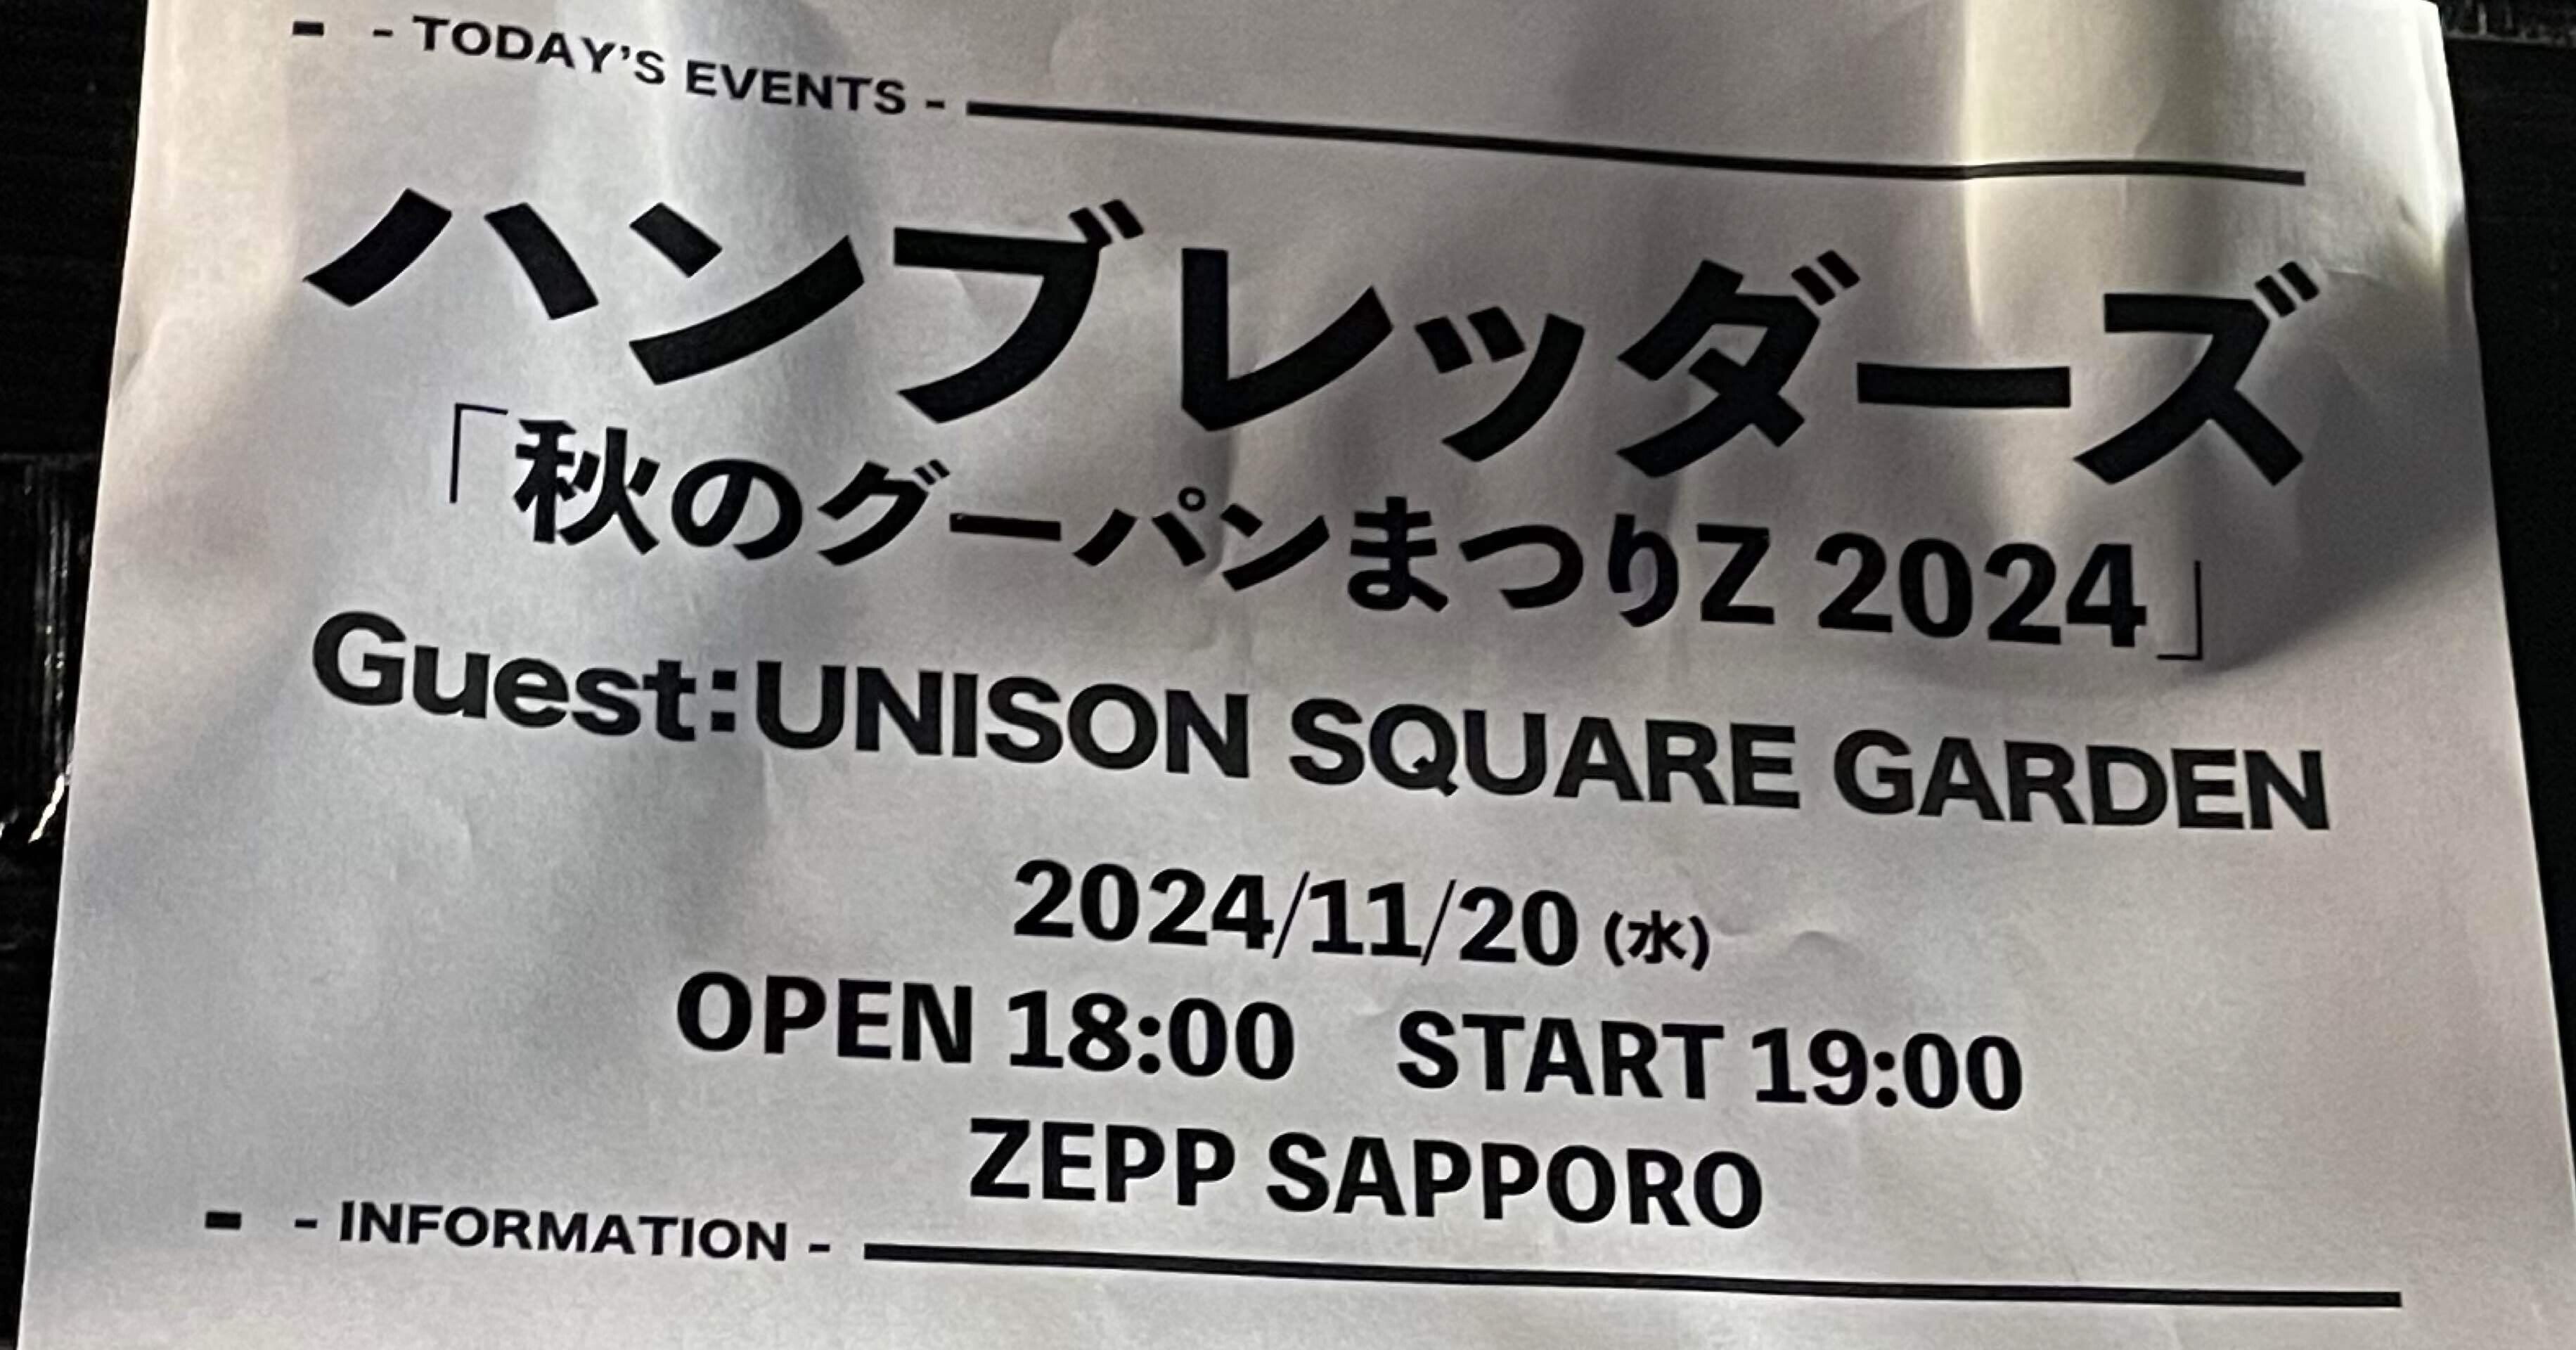 - - TODAY'S EVENTS -
ハンブレッダーズ
「秋のグーパンまつりZ 2024」
Guest:UNISON SQUARE GARDEN
2024/11/20 (水)
OPEN 18:00 START 19:00
ZEPP SAPPORO
- - INFORMATION -